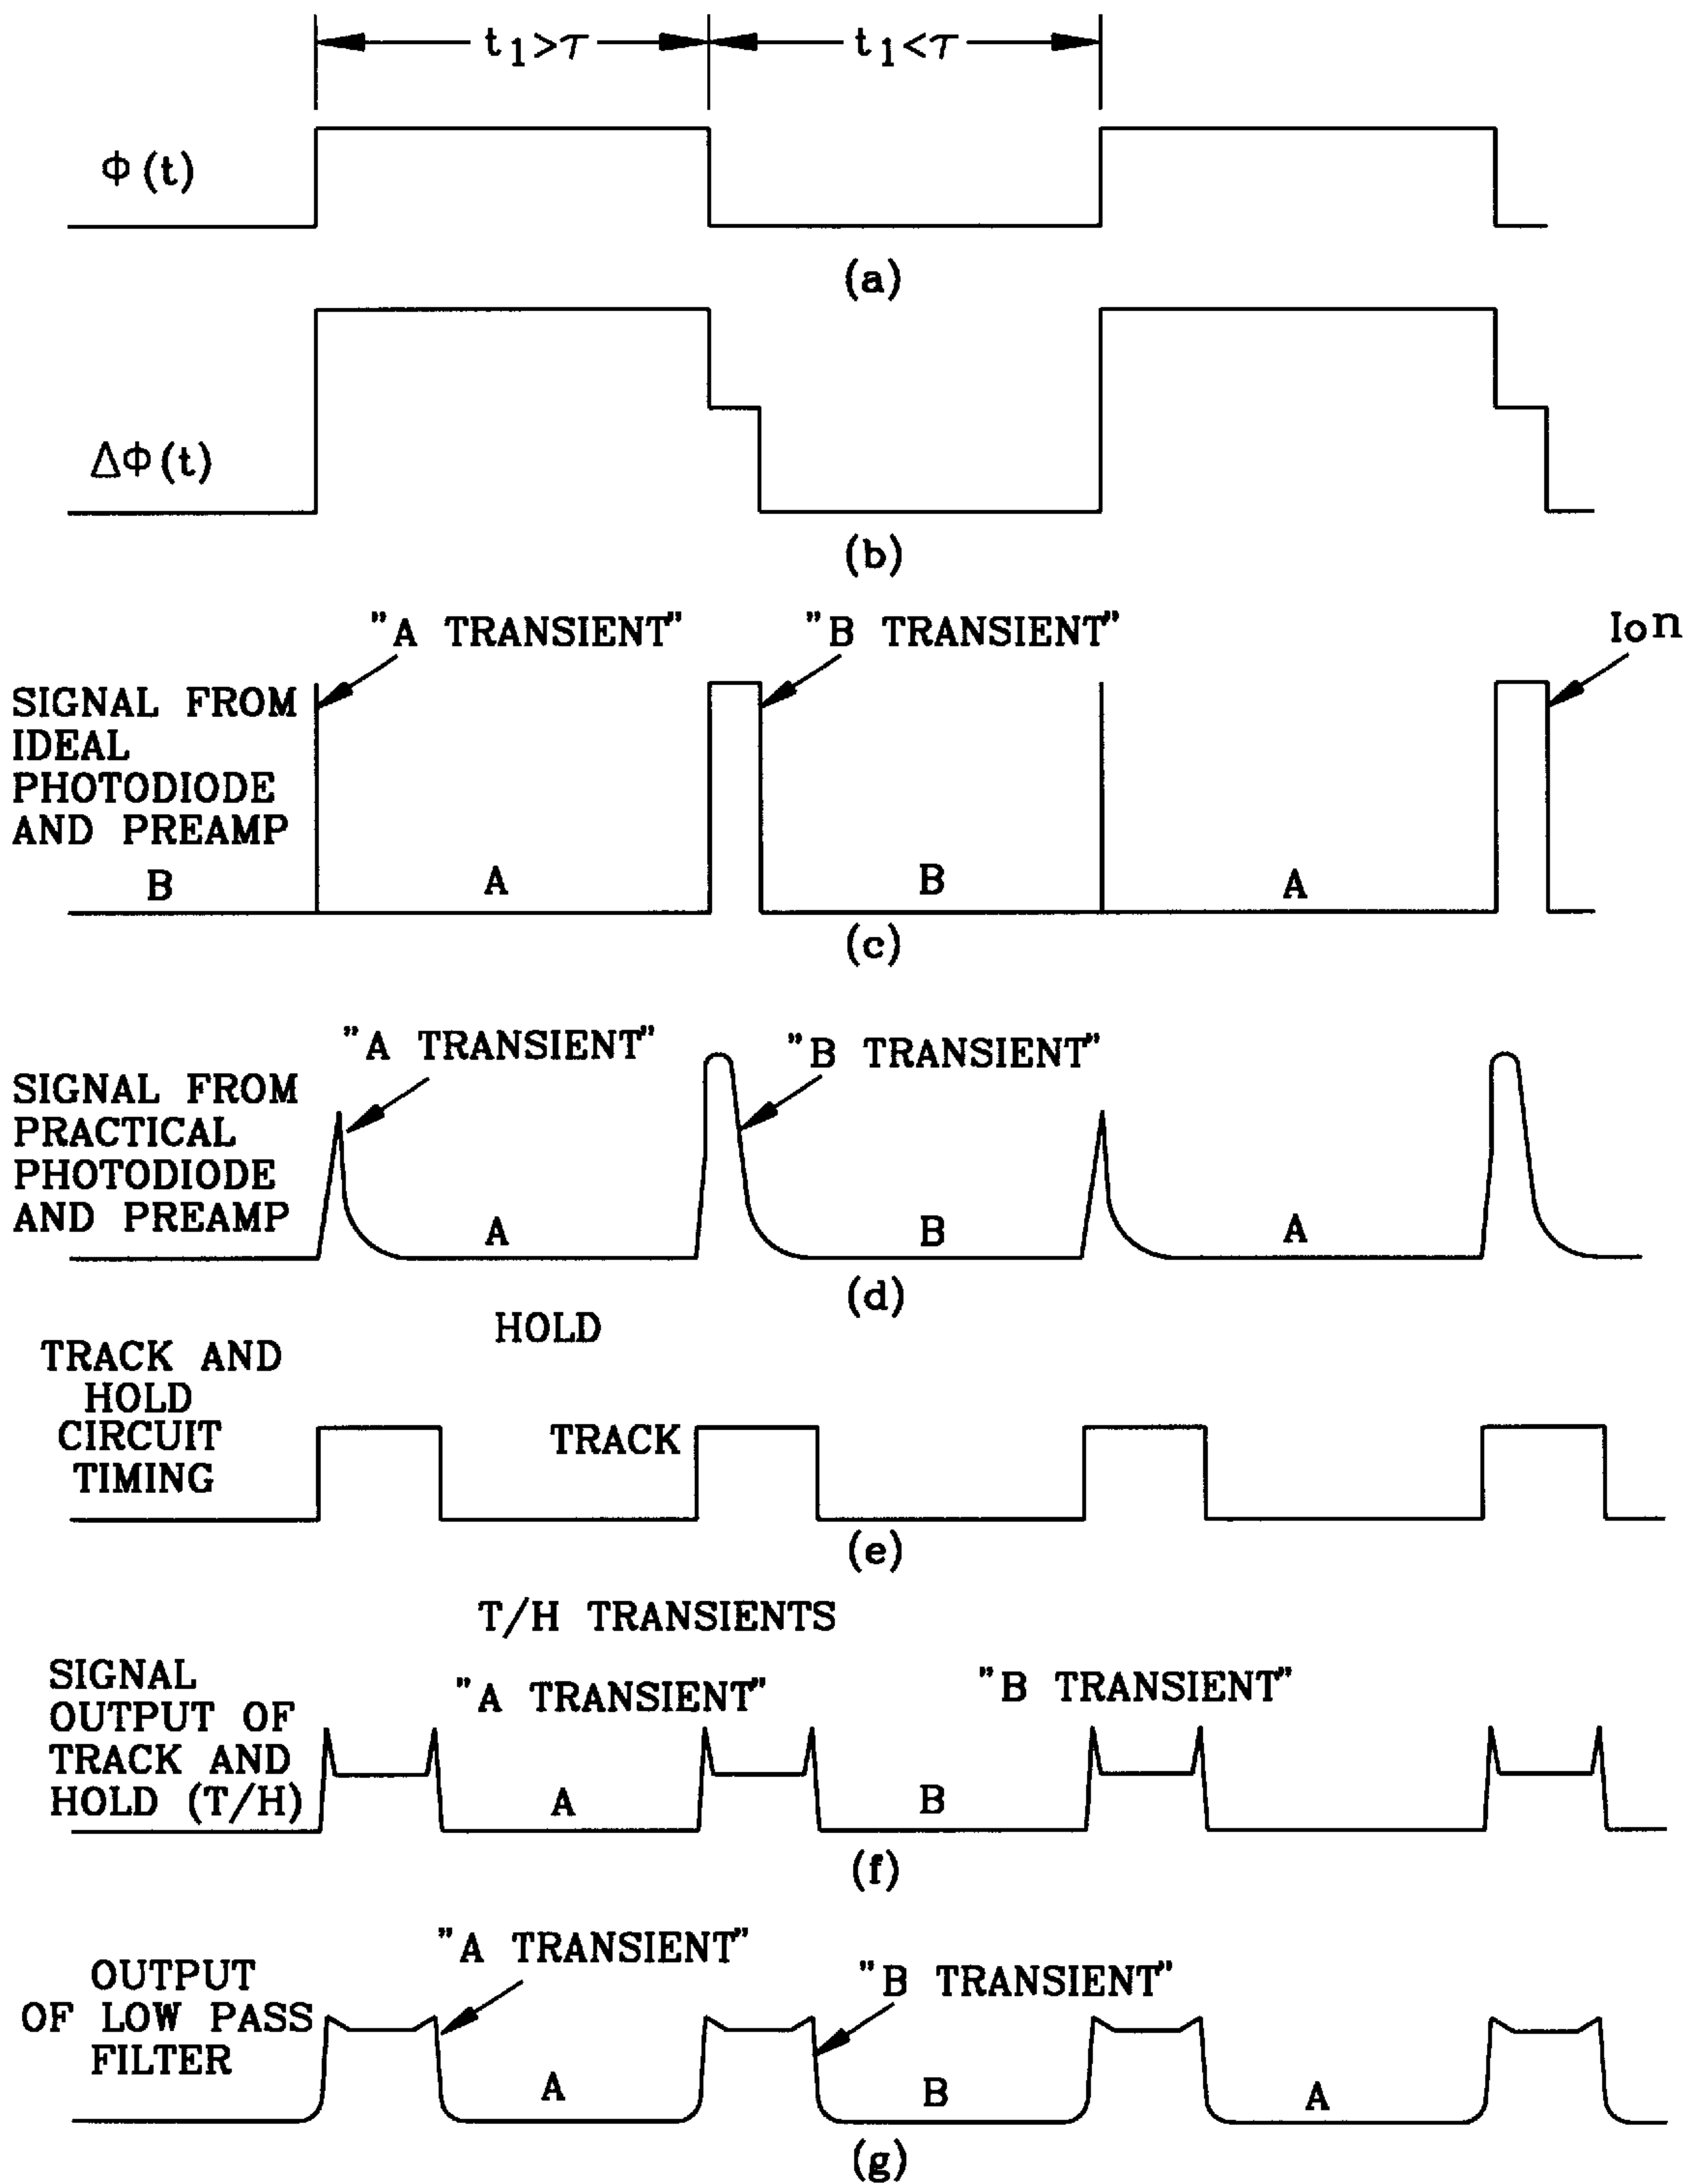 t1>τ
t1<τ
Φ(t)
(a)
ΔΦ(t)
(b)
"A TRANSIENT"
"B TRANSIENT"
Ion
SIGNAL FROM
IDEAL
PHOTODIODE
AND PREAMP
B
A
B
A
(c)
"A TRANSIENT"
"B TRANSIENT"
SIGNAL FROM
PRACTICAL
PHOTODIODE
AND PREAMP
A
B
A
(d)
HOLD
TRACK AND
HOLD
CIRCUIT
TIMING
TRACK
(e)
T/H TRANSIENTS
SIGNAL
OUTPUT OF
TRACK AND
HOLD (T/H)
"A TRANSIENT"
"B TRANSIENT"
A
B
(f)
"A TRANSIENT"
"B TRANSIENT"
OUTPUT
OF LOW PASS
FILTER
A
B
A
(g)